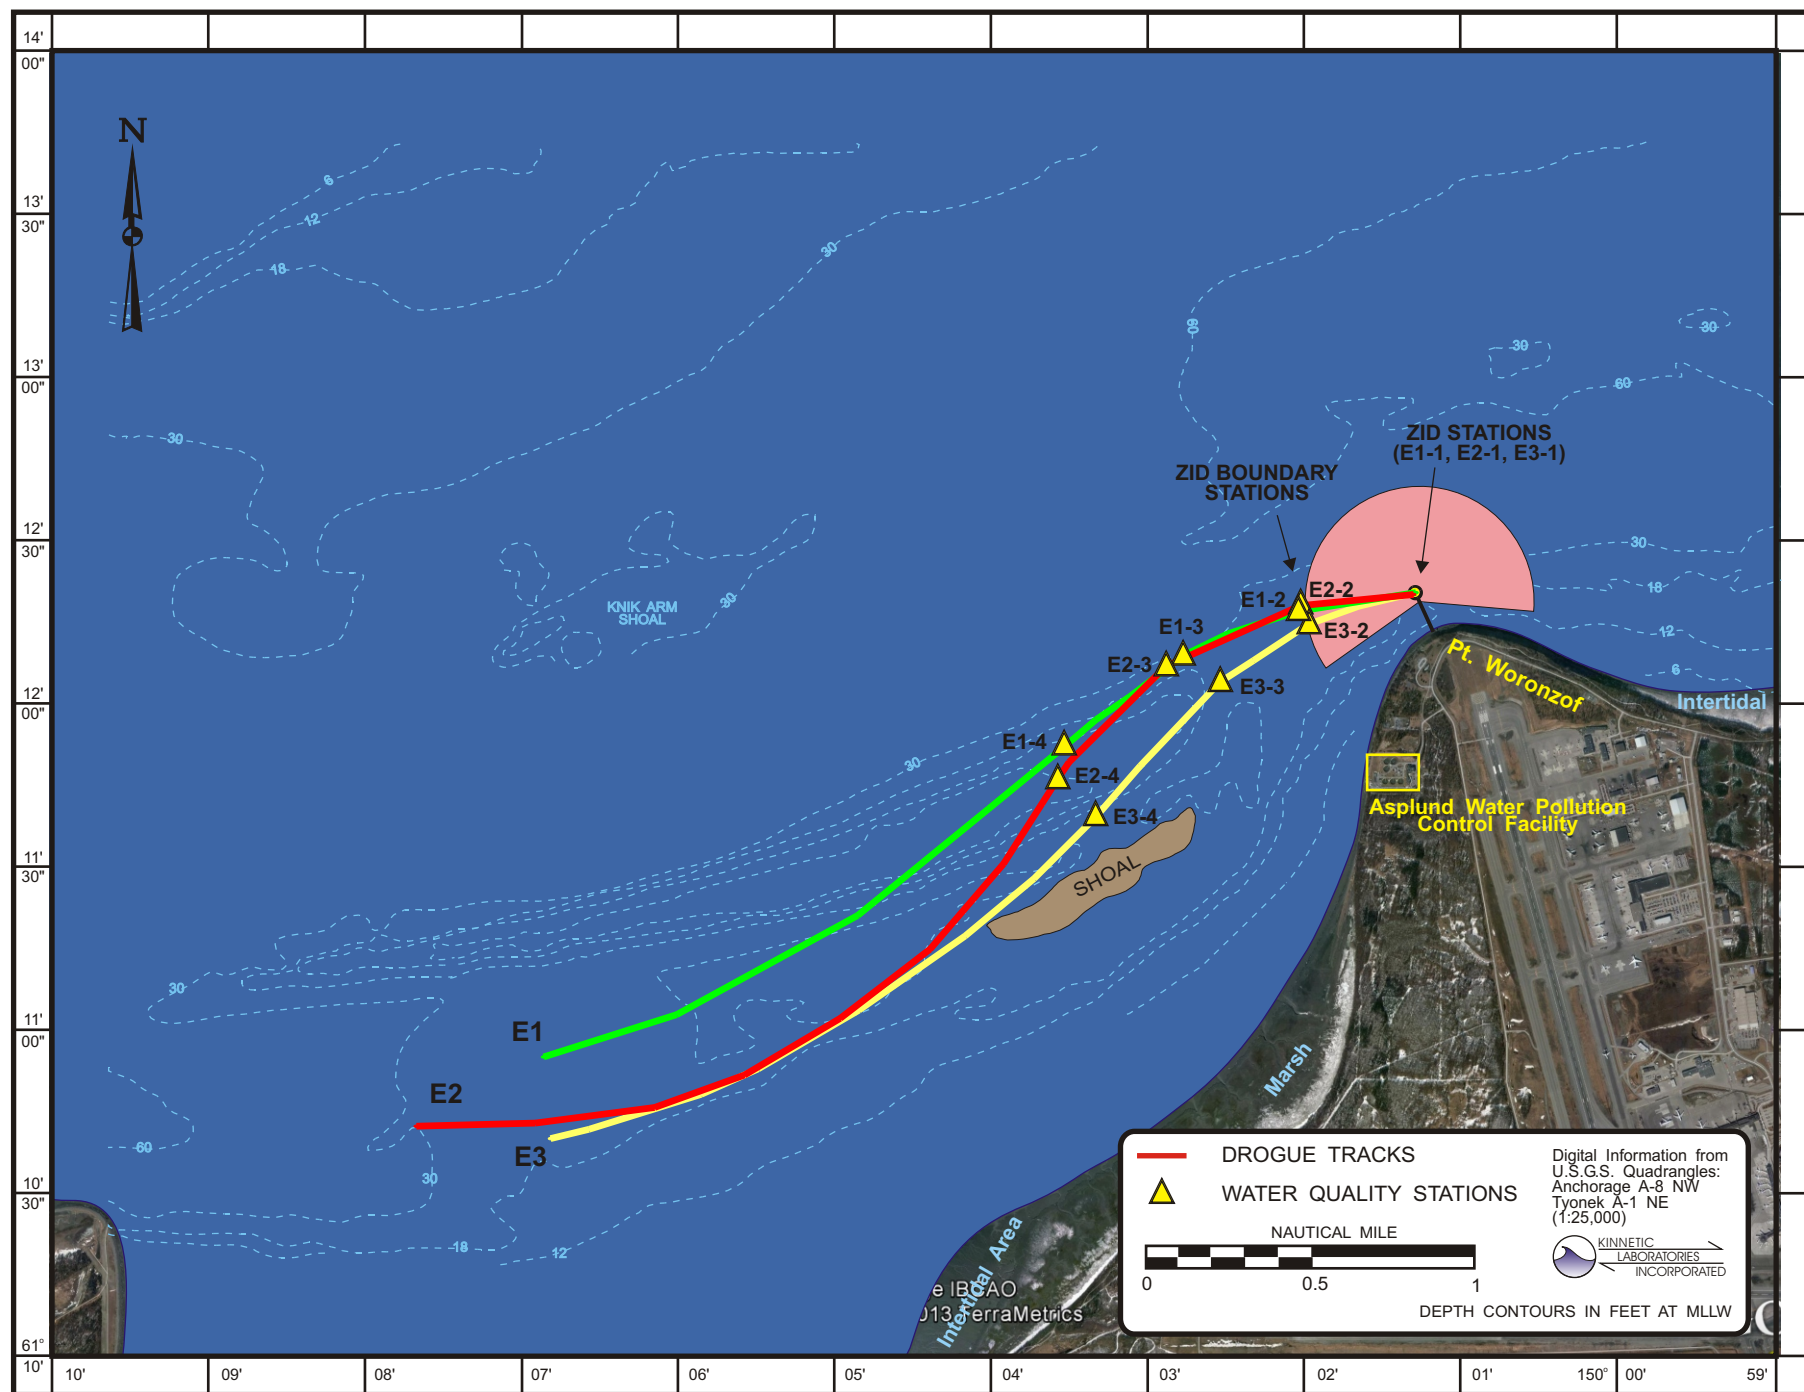 14'
00"
N
6
13'
30"
12
30
18
60
30
30
13'
00"
60
30
ZID STATIONS
(E1-1, E2-1, E3-1)
ZID BOUNDARY
STATIONS
12'
30"
30
18
E2-2
E1-2
KNIK ARM
SHOAL
30
E1-3
E3-2
12
Pt. Woronzof
E2-3
E3-3
6
12'
00"
Intertidal
E1-4
30
E2-4
Asplund Water Pollution
Control Facility
E3-4
11'
30"
SHOAL
30
11'
00"
E1
Marsh
E2
60
E3
30
10'
30"
18
12
Intertidal Area
e IBCAO
013 TerraMetrics
DROGUE TRACKS
WATER QUALITY STATIONS
NAUTICAL MILE
0 0.5 1
Digital Information from
U.S.G.S. Quadrangles:
Anchorage A-8 NW
Tyonek A-1 NE
(1:25,000)
KINNETIC
LABORATORIES
INCORPORATED
DEPTH CONTOURS IN FEET AT MLLW
61°
10'
10' 09' 08' 07' 06' 05' 04' 03' 02' 01' 150° 00' 59'